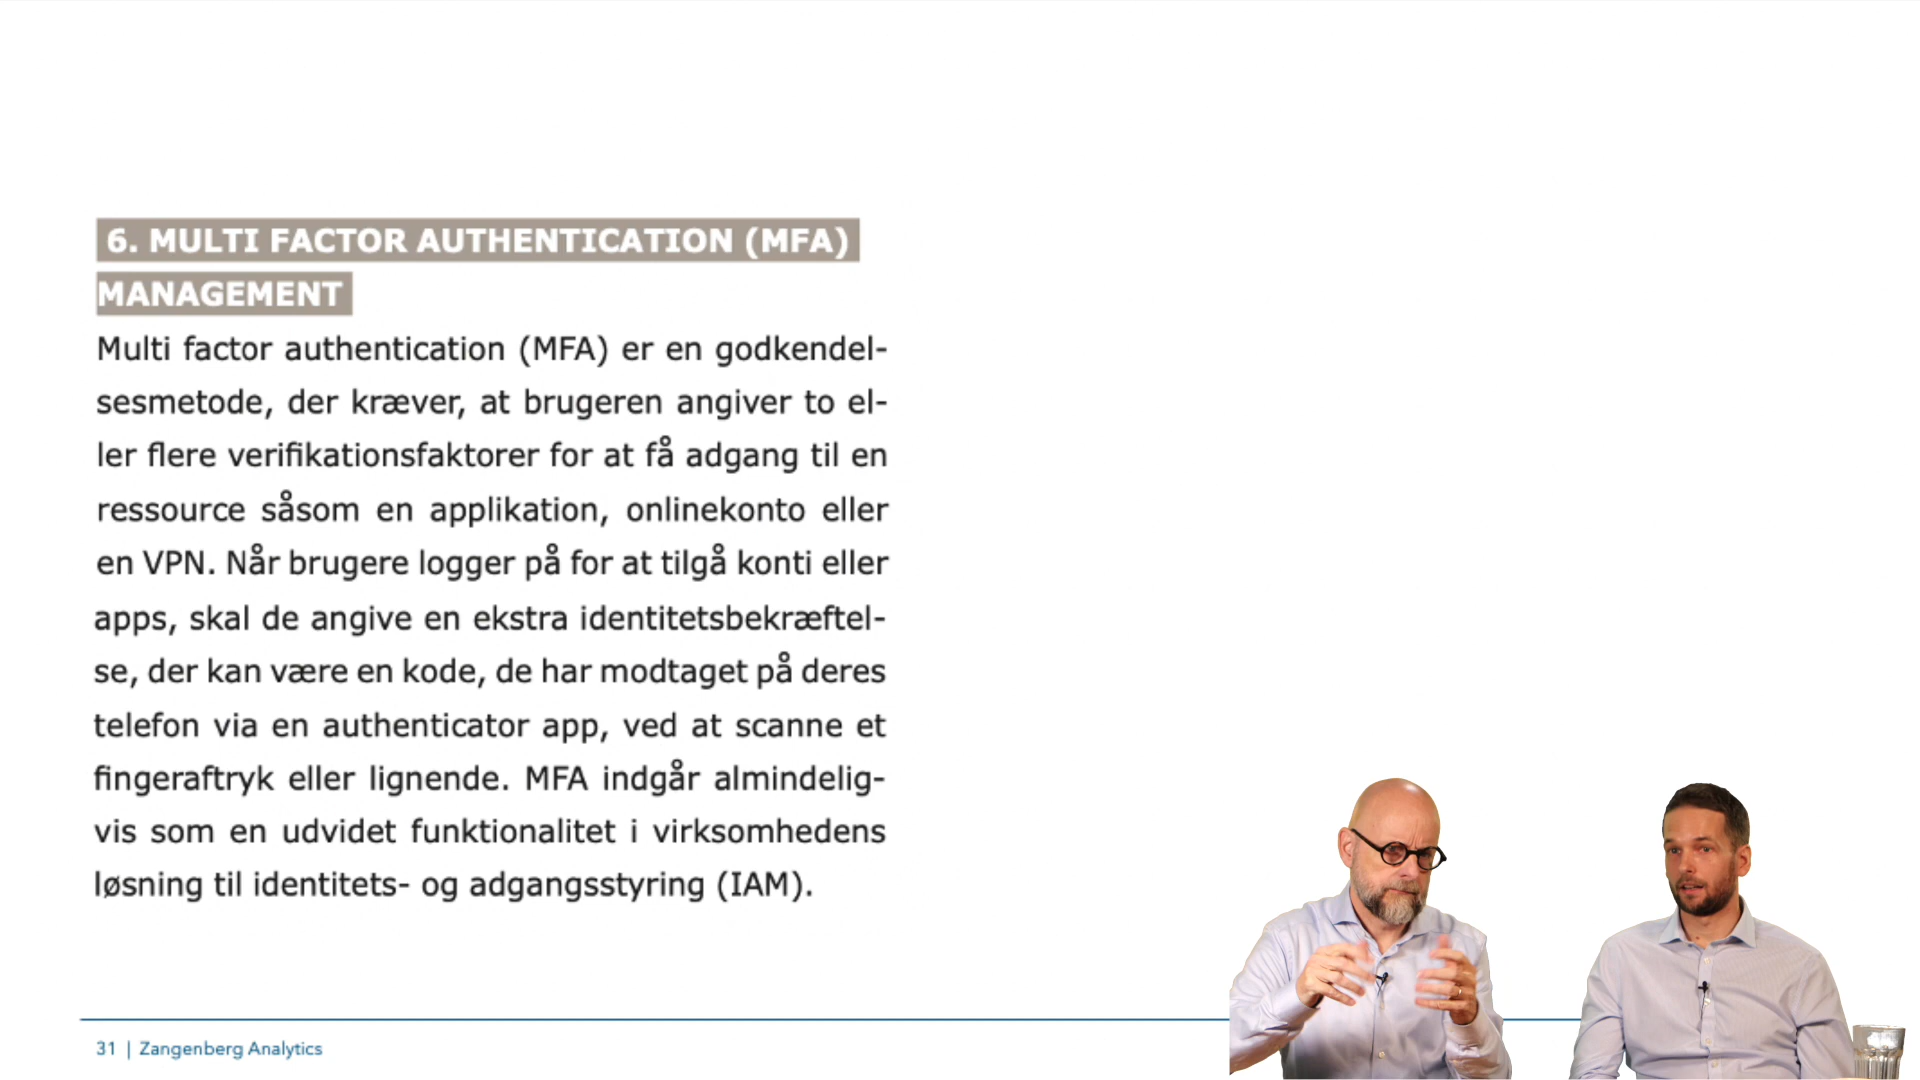 6. MULTI FACTOR AUTHENTICATION (MFA)
MANAGEMENT
Multi factor authentication (MFA) er en godkendel-
sesmetode, der kræver, at brugeren angiver to el-
ler flere verifikationsfaktorer for at få adgang til en
ressource såsom en applikation, onlinekonto eller
en VPN. Når brugere logger på for at tilgå konti eller
apps, skal de angive en ekstra identitetsbekræftel-
se, der kan være en kode, de har modtaget på deres
telefon via en authenticator app, ved at scanne et
fingeraftryk eller lignende. MFA indgår almindelig-
vis som en udvidet funktionalitet i virksomhedens
løsning til identitets- og adgangsstyring (IAM).
31 | Zangenberg Analytics